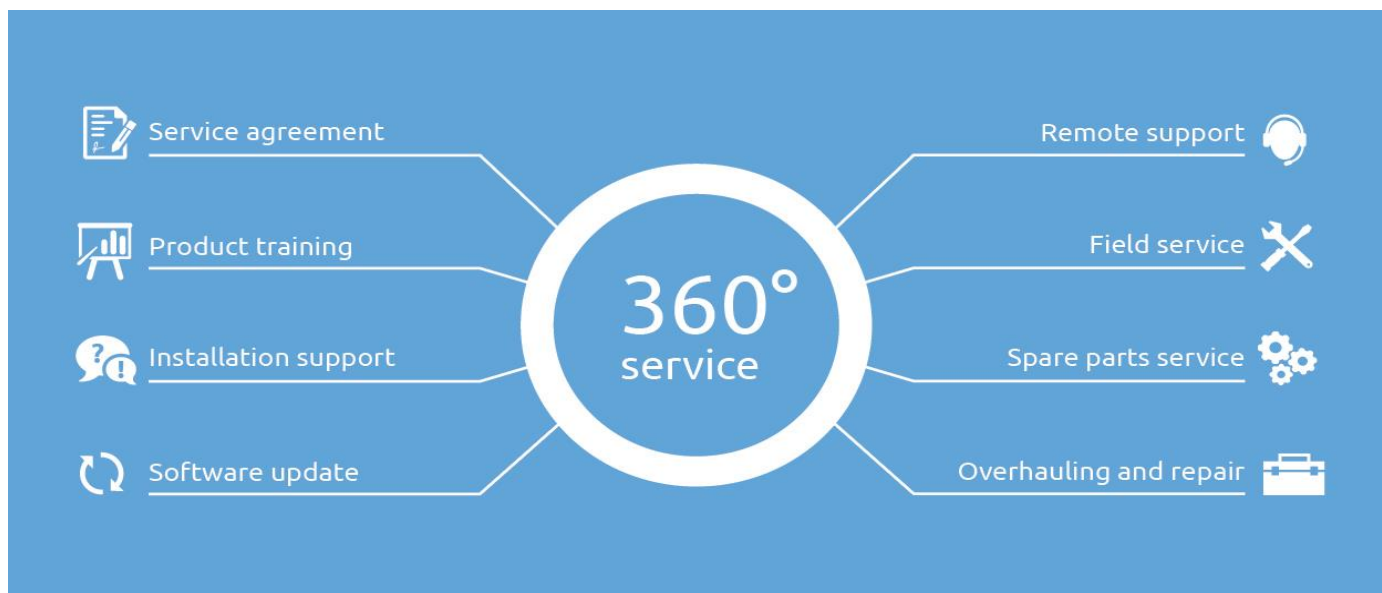 Service agreement
Product training
Installation support
Software update
360°
service
Remote support
Field service
Spare parts service
Overhauling and repair